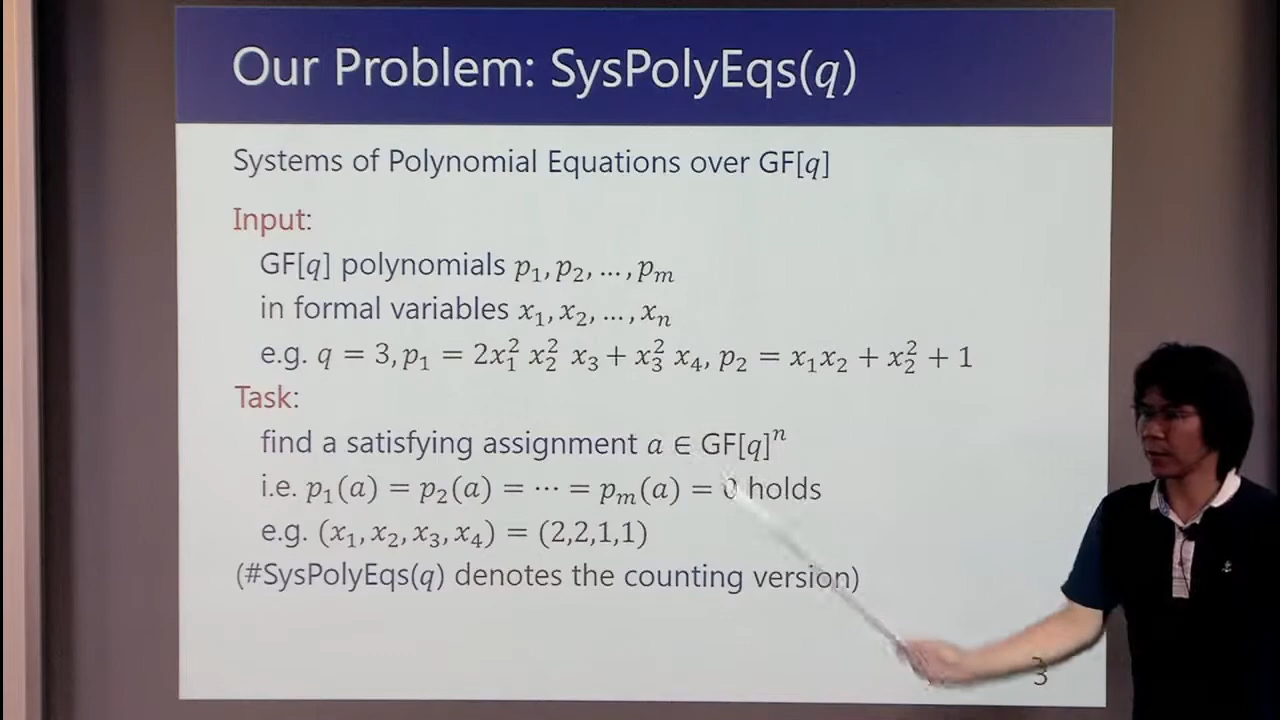 Our Problem: SysPolyEqs(q)
Systems of Polynomial Equations over GF[q]
Input:
GF[q] polynomials p₁, p₂, …, pₘ
in formal variables x₁, x₂, …, xₙ
e.g. q = 3, p₁ = 2x₁² x₂² x₃ + x₃² x₄, p₂ = x₁x₂ + x₂² + 1
Task:
find a satisfying assignment a ∈ GF[q]ⁿ
i.e. p₁(a) = p₂(a) = ⋯ = pₘ(a) = 0 holds
e.g. (x₁, x₂, x₃, x₄) = (2,2,1,1)
(#SysPolyEqs(q) denotes the counting version)
3